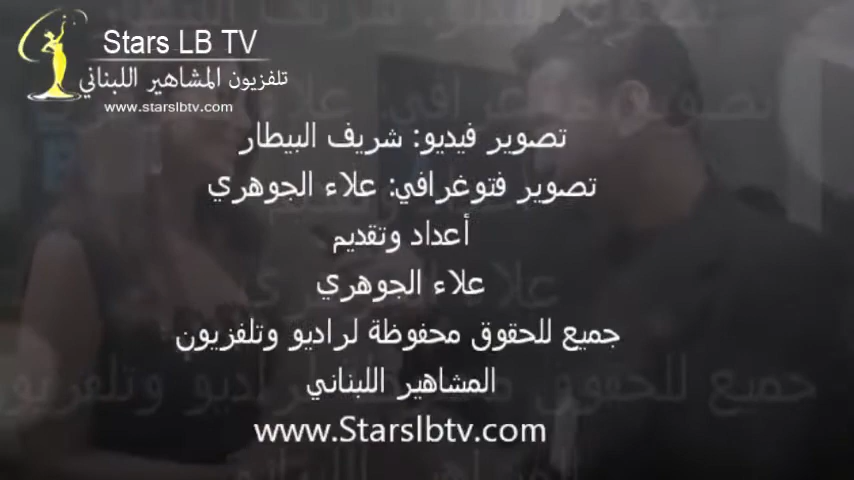 Stars LB TV
تلفزيون المشاهير اللبناني
www.starslbtv.com
تصوير فيديو: شريف البيطار
تصوير فتوغرافي: علاء الجوهري
أعداد وتقديم
علاء الجوهري
جميع للحقوق محفوظة لراديو وتلفزيون
المشاهير اللبناني
www.Starslbtv.com